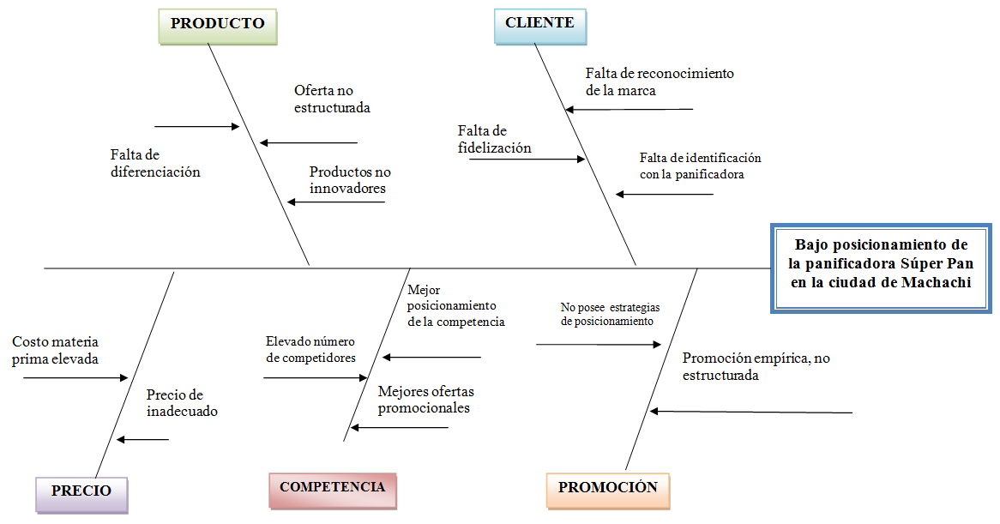 PRODUCTO
CLIENTE
Oferta no
estructurada
Falta de
diferenciación
Productos no
innovadores
Falta de reconocimiento
de la marca
Falta de
fidelización
Falta de identificación
con la panificadora
Bajo posicionamiento de
la panificadora Súper Pan
en la ciudad de Machachi
Costo materia
prima elevada
Precio de
inadecuado
Mejor
posicionamiento
de la competencia
Elevado número
de competidores
Mejores ofertas
promocionales
No posee estrategias
de posicionamiento
Promoción empírica, no
estructurada
PRECIO
COMPETENCIA
PROMOCIÓN